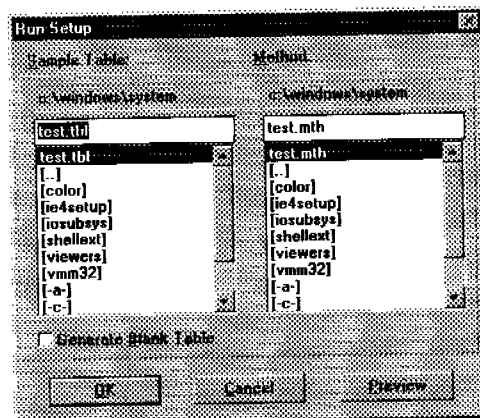 Run Setup
Sample Table:
c:\windows\system
test.tbl
test.tbl
[..]
[color]
[ie4setup]
[iosubsys]
[shellext]
[viewers]
[vmm32]
[-a-]
[-c-]
Method:
c:\windows\system
test.mth
test.mth
[..]
[color]
[ie4setup]
[iosubsys]
[shellext]
[viewers]
[vmm32]
[-a-]
[-c-]
Generate Blank Table
OK
Cancel
Preview